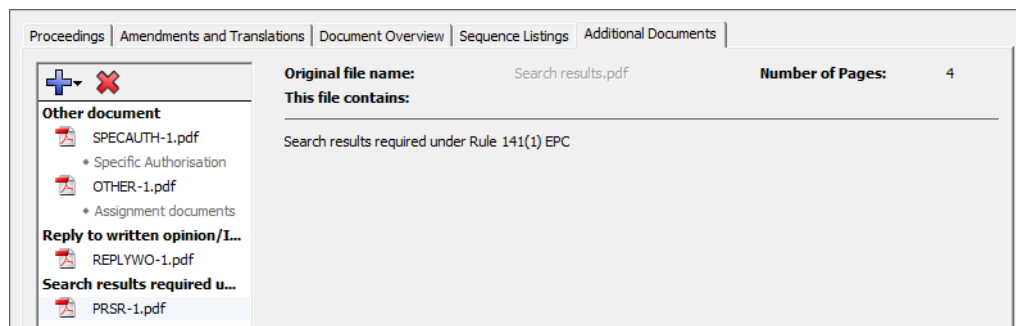 Proceedings Amendments and Translations Document Overview Sequence Listings Additional Documents
Original file name: Search results.pdf Number of Pages: 4
This file contains:
Other document
SPECAUTH-1.pdf
Search results required under Rule 141(1) EPC
• Specific Authorisation
OTHER-1.pdf
• Assignment documents
Reply to written opinion/I...
REPLYWO-1.pdf
Search results required u...
PRSR-1.pdf